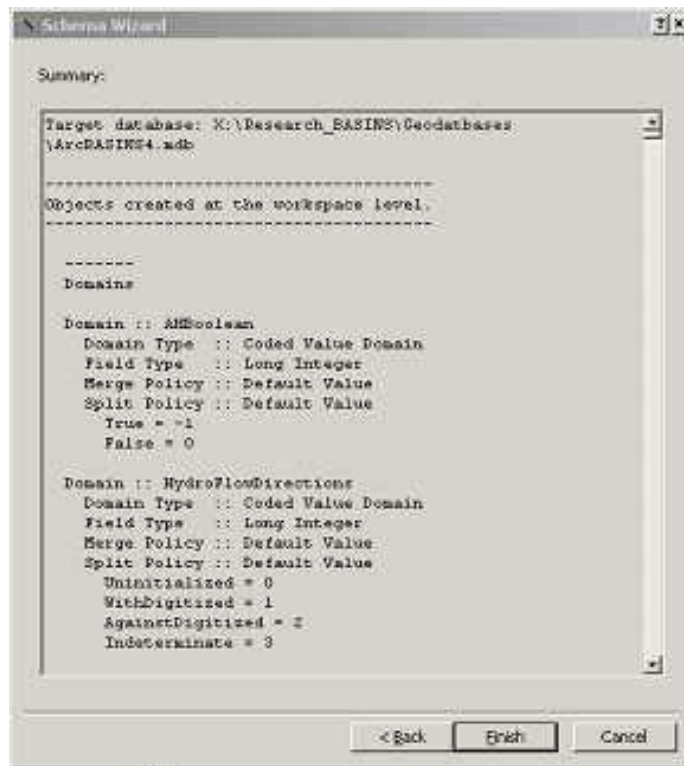 Schema Wizard
Summary:
Target database: X:\Research_BASINS\Geodatbases
\ArcBASINS4.mdb
----------------------------------------
Objects created at the workspace level.
----------------------------------------
-------
Domains
Domain :: AHBoolean
Domain Type :: Coded Value Domain
Field Type :: Long Integer
Merge Policy :: Default Value
Split Policy :: Default Value
True = -1
False = 0
Domain :: HydroFlowDirections
Domain Type :: Coded Value Domain
Field Type :: Long Integer
Merge Policy :: Default Value
Split Policy :: Default Value
Uninitialized = 0
WithDigitized = 1
AgainstDigitized = 2
Indeterminate = 3
< Back Finish Cancel